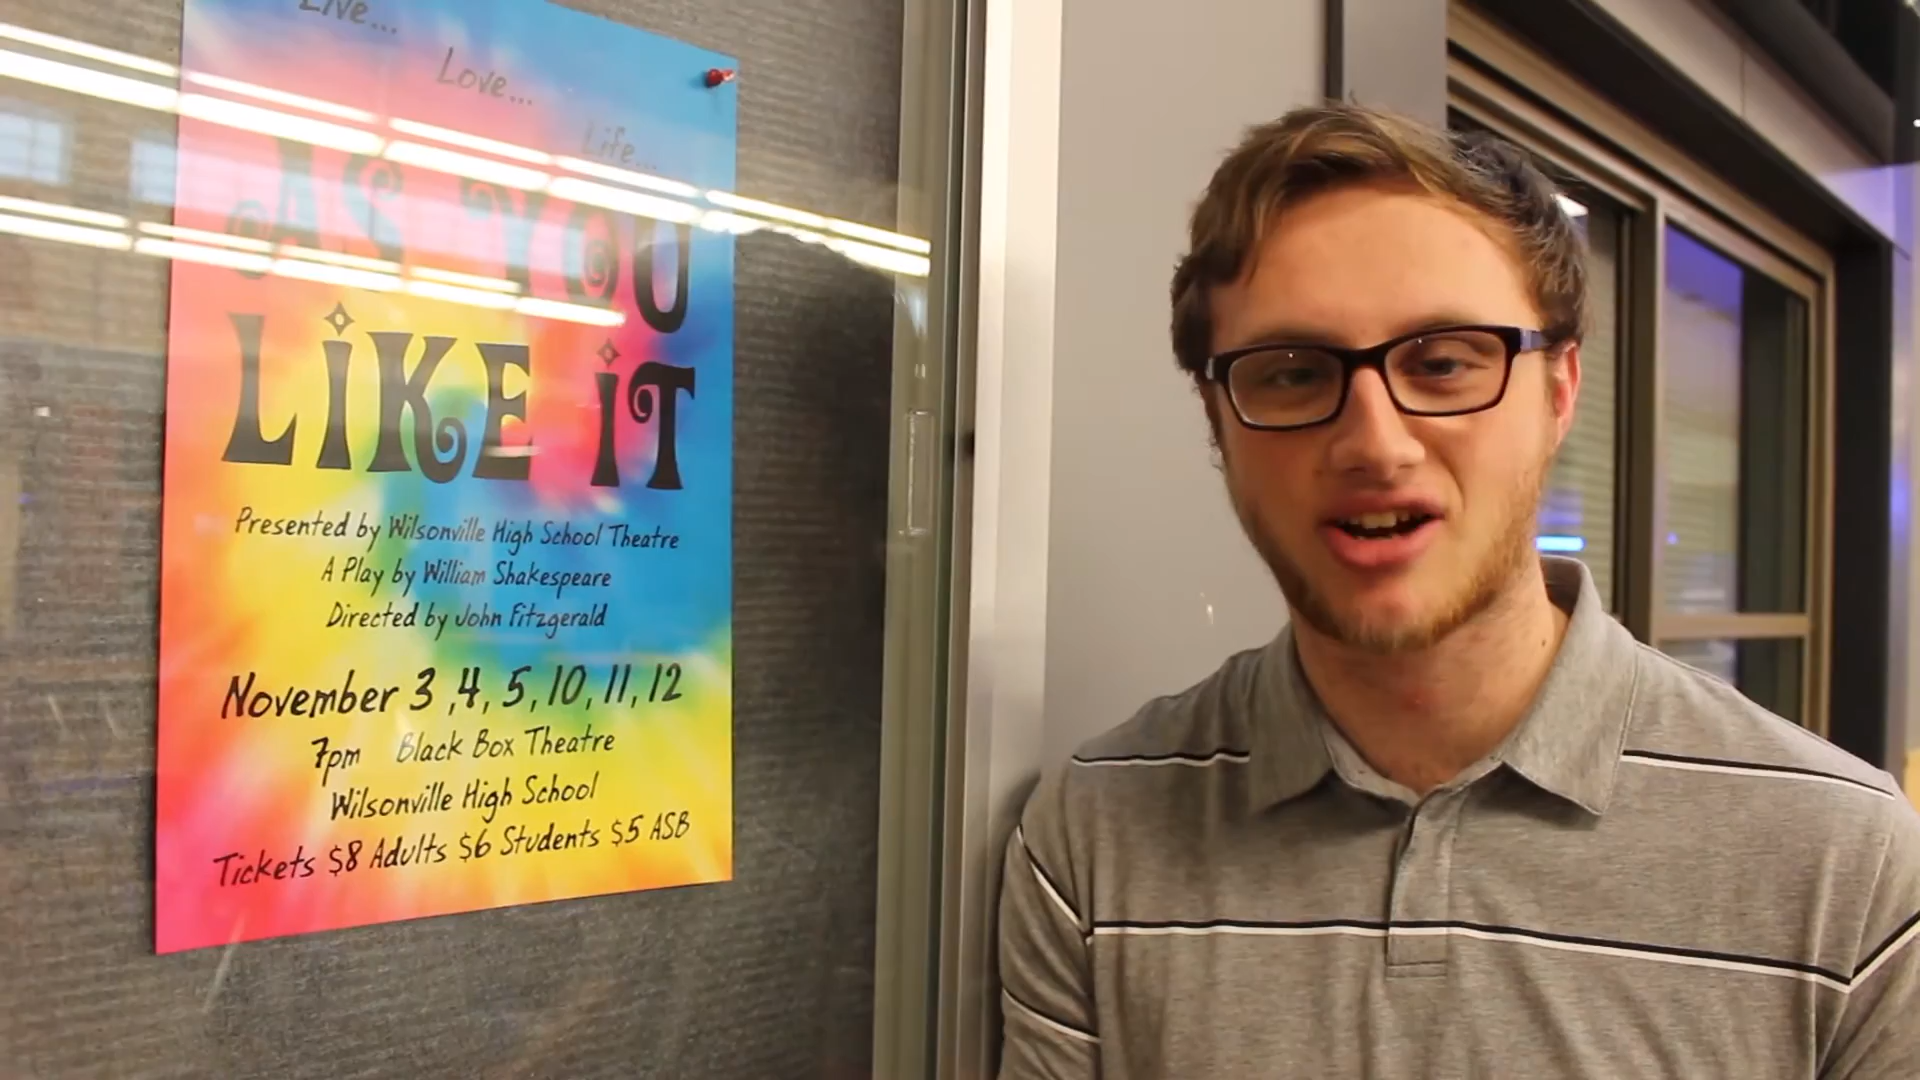 Live...
Love...
Life...
AS YOU
LIKE IT
Presented by Wilsonville High School Theatre
A Play by William Shakespeare
Directed by John Fitzgerald
November 3 ,4, 5, 10, 11, 12
7pm Black Box Theatre
Wilsonville High School
Tickets $8 Adults $6 Students $5 ASB